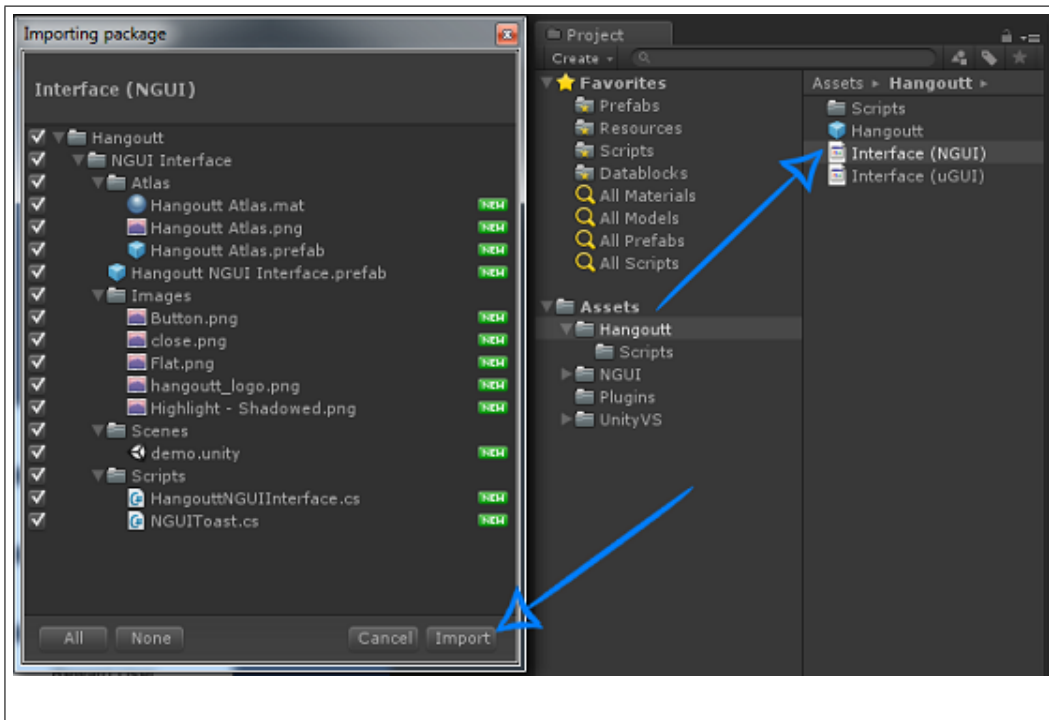 Importing package
Interface (NGUI)
Hangoutt
NGUI Interface
Atlas
Hangoutt Atlas.mat NEW
Hangoutt Atlas.png NEW
Hangoutt Atlas.prefab NEW
Hangoutt NGUI Interface.prefab NEW
Images
Button.png NEW
close.png NEW
Flat.png NEW
hangoutt_logo.png NEW
Highlight - Shadowed.png NEW
Scenes
demo.unity NEW
Scripts
HangouttNGUIInterface.cs NEW
NGUIToast.cs NEW
All None Cancel Import
Project
Create
Favorites
Prefabs
Resources
Scripts
Datablocks
All Materials
All Models
All Prefabs
All Scripts
Assets
Hangoutt
Scripts
NGUI
Plugins
UnityVS
Assets Hangoutt
Scripts
Hangoutt
Interface (NGUI)
Interface (uGUI)